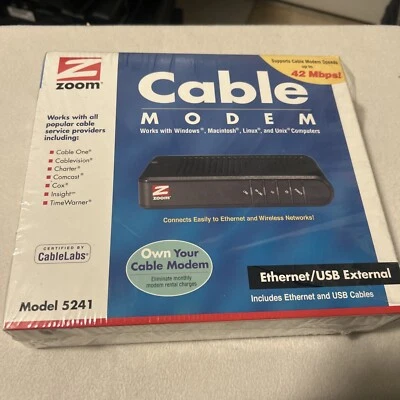 Z
zoom™
Supports Cable Modem Speeds
up to
42 Mbps!
Cable
MODEM
Works with Windows®, Macintosh®, Linux®, and Unix® Computers
Works with all
popular cable
service providers
including:
• Cable One®
• Cablevision®
• Charter®
• Comcast®
• Cox®
• Insight™
• TimeWarner®
Z
zoom
Connects Easily to Ethernet and Wireless Networks!
CERTIFIED BY
CableLabs®
Own Your
Cable Modem
Eliminate monthly
modem rental charges.
Ethernet/USB External
Includes Ethernet and USB Cables
Model 5241